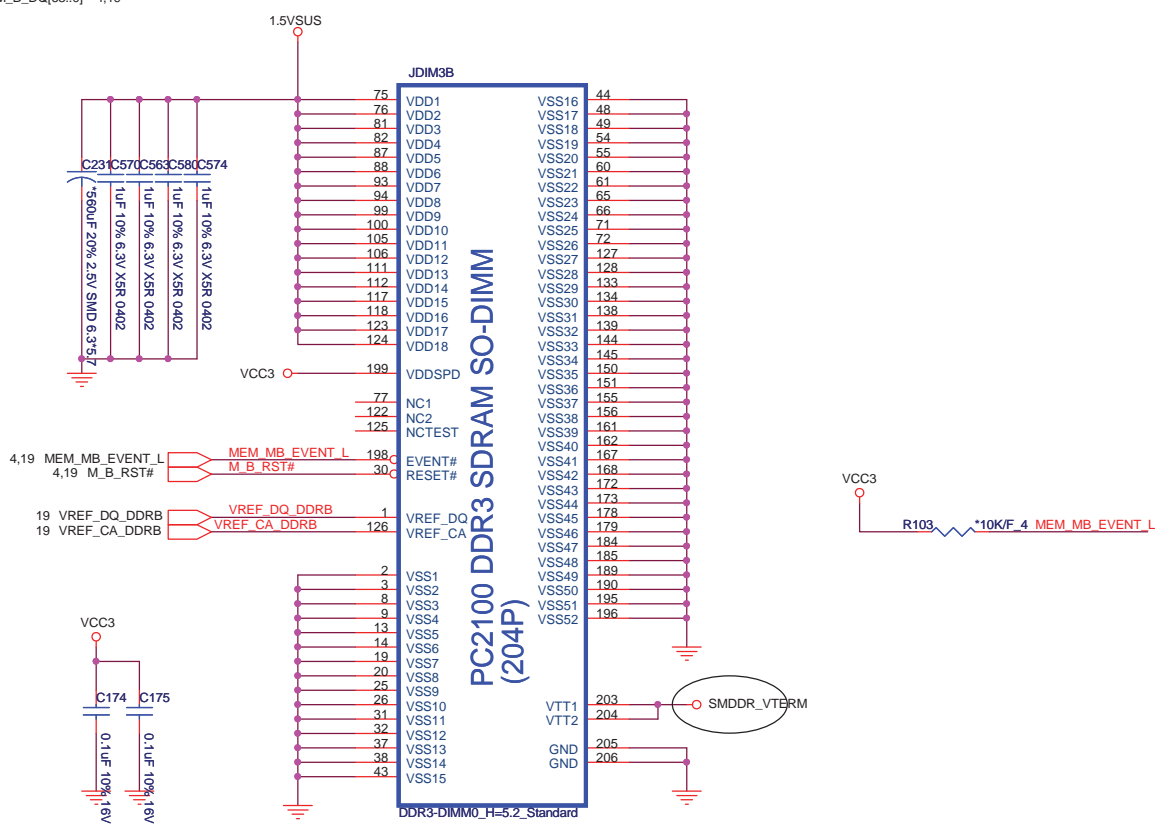 1.5VSUS
JDIM3B
75 VDD1
76 VDD2
81 VDD3
82 VDD4
87 VDD5
88 VDD6
93 VDD7
94 VDD8
99 VDD9
100 VDD10
105 VDD11
106 VDD12
111 VDD13
112 VDD14
117 VDD15
118 VDD16
123 VDD17
124 VDD18
VCC3 199 VDDSPD
77 NC1
122 NC2
125 NCTEST
4,19 MEM_MB_EVENT_L MEM_MB_EVENT_L 198 EVENT#
4,19 M_B_RST# M_B_RST# 30 RESET#
19 VREF_DQ_DDRB VREF_DQ_DDRB 1 VREF_DQ
19 VREF_CA_DDRB VREF_CA_DDRB 126 VREF_CA
2 VSS1
3 VSS2
8 VSS3
9 VSS4
13 VSS5
14 VSS6
19 VSS7
20 VSS8
25 VSS9
26 VSS10
31 VSS11
32 VSS12
37 VSS13
38 VSS14
43 VSS15
PC2100 DDR3 SDRAM SO-DIMM
(204P)
VSS16 44
VSS17 48
VSS18 49
VSS19 54
VSS20 55
VSS21 60
VSS22 61
VSS23 65
VSS24 66
VSS25 71
VSS26 72
VSS27 127
VSS28 128
VSS29 133
VSS30 134
VSS31 138
VSS32 139
VSS33 144
VSS34 145
VSS35 150
VSS36 151
VSS37 155
VSS38 156
VSS39 161
VSS40 162
VSS41 167
VSS42 168
VSS43 172
VSS44 173
VSS45 178
VSS46 179
VSS47 184
VSS48 185
VSS49 189
VSS50 190
VSS51 195
VSS52 196
VTT1 203
VTT2 204
SMDDR_VTERM
GND 205
GND 206
DDR3-DIMM0_H=5.2_Standard
C231 C570 C563 C580 C574
*560uF 20% 2.5V SMD 6.3*5.7
1uF 10% 6.3V X5R 0402
1uF 10% 6.3V X5R 0402
1uF 10% 6.3V X5R 0402
1uF 10% 6.3V X5R 0402
VCC3
C174 C175
0.1uF 10% 16V
0.1uF 10% 16V
VCC3
R103 *10K/F_4 MEM_MB_EVENT_L